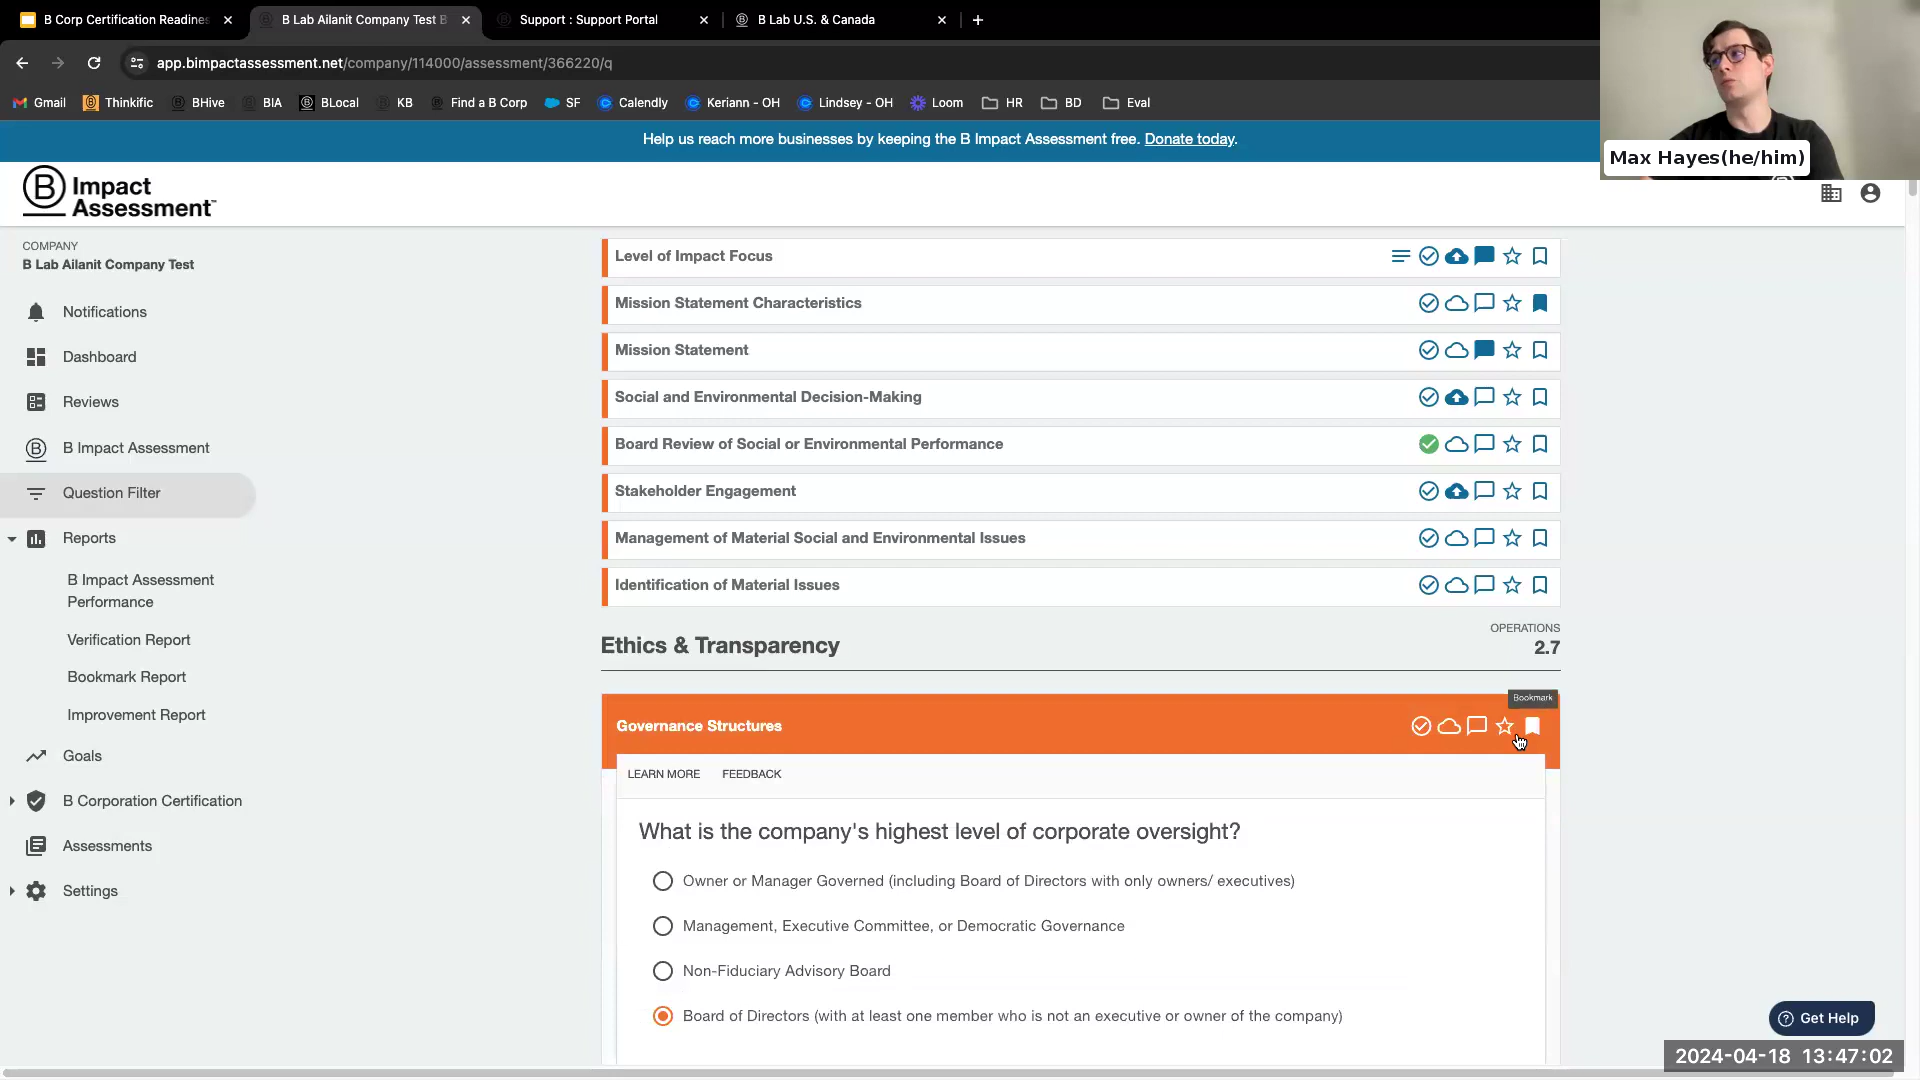 B Corp Certification Readines
B Lab Ailanit Company Test B
Support : Support Portal
B Lab U.S. & Canada
app.bimpactassessment.net/company/114000/assessment/366220/q
Gmail
Thinkific
BHive
BIA
BLocal
KB
Find a B Corp
SF
Calendly
Keriann - OH
Lindsey - OH
Loom
HR
BD
Eval
Help us reach more businesses by keeping the B Impact Assessment free. Donate today.
Max Hayes(he/him)
B Impact
Assessment™
COMPANY
B Lab Ailanit Company Test
Notifications
Dashboard
Reviews
B Impact Assessment
Question Filter
Reports
B Impact Assessment
Performance
Verification Report
Bookmark Report
Improvement Report
Goals
B Corporation Certification
Assessments
Settings
Level of Impact Focus
Mission Statement Characteristics
Mission Statement
Social and Environmental Decision-Making
Board Review of Social or Environmental Performance
Stakeholder Engagement
Management of Material Social and Environmental Issues
Identification of Material Issues
Ethics & Transparency
OPERATIONS
2.7
Bookmark
Governance Structures
LEARN MORE
FEEDBACK
What is the company's highest level of corporate oversight?
Owner or Manager Governed (including Board of Directors with only owners/ executives)
Management, Executive Committee, or Democratic Governance
Non-Fiduciary Advisory Board
Board of Directors (with at least one member who is not an executive or owner of the company)
Get Help
2024-04-18 13:47:02